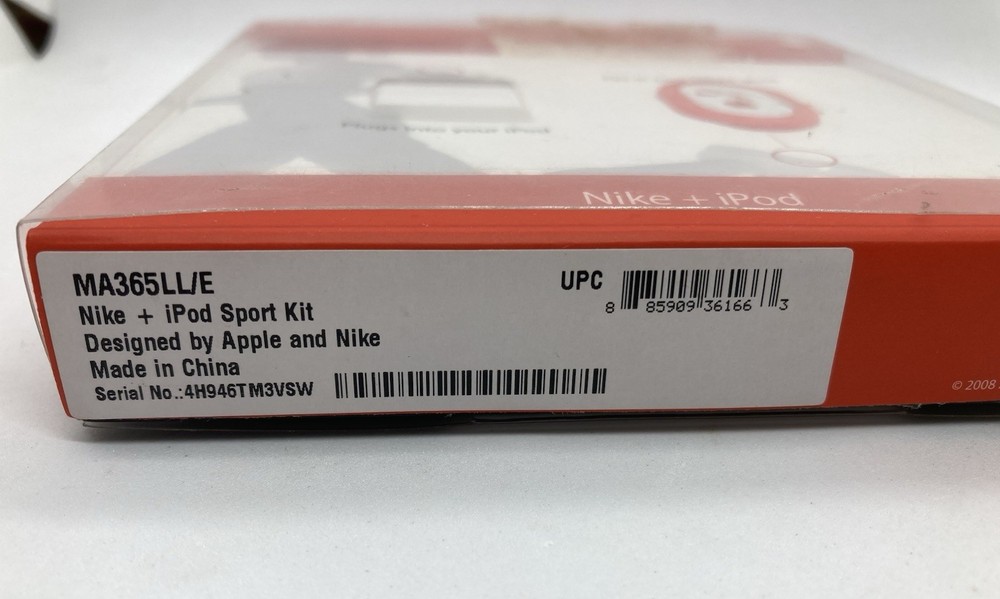 Plugs into your iPod
Nike + iPod
MA365LL/E
Nike + iPod Sport Kit
Designed by Apple and Nike
Made in China
Serial No.:4H946TM3VSW
UPC
8 85909 36166 3
© 2008